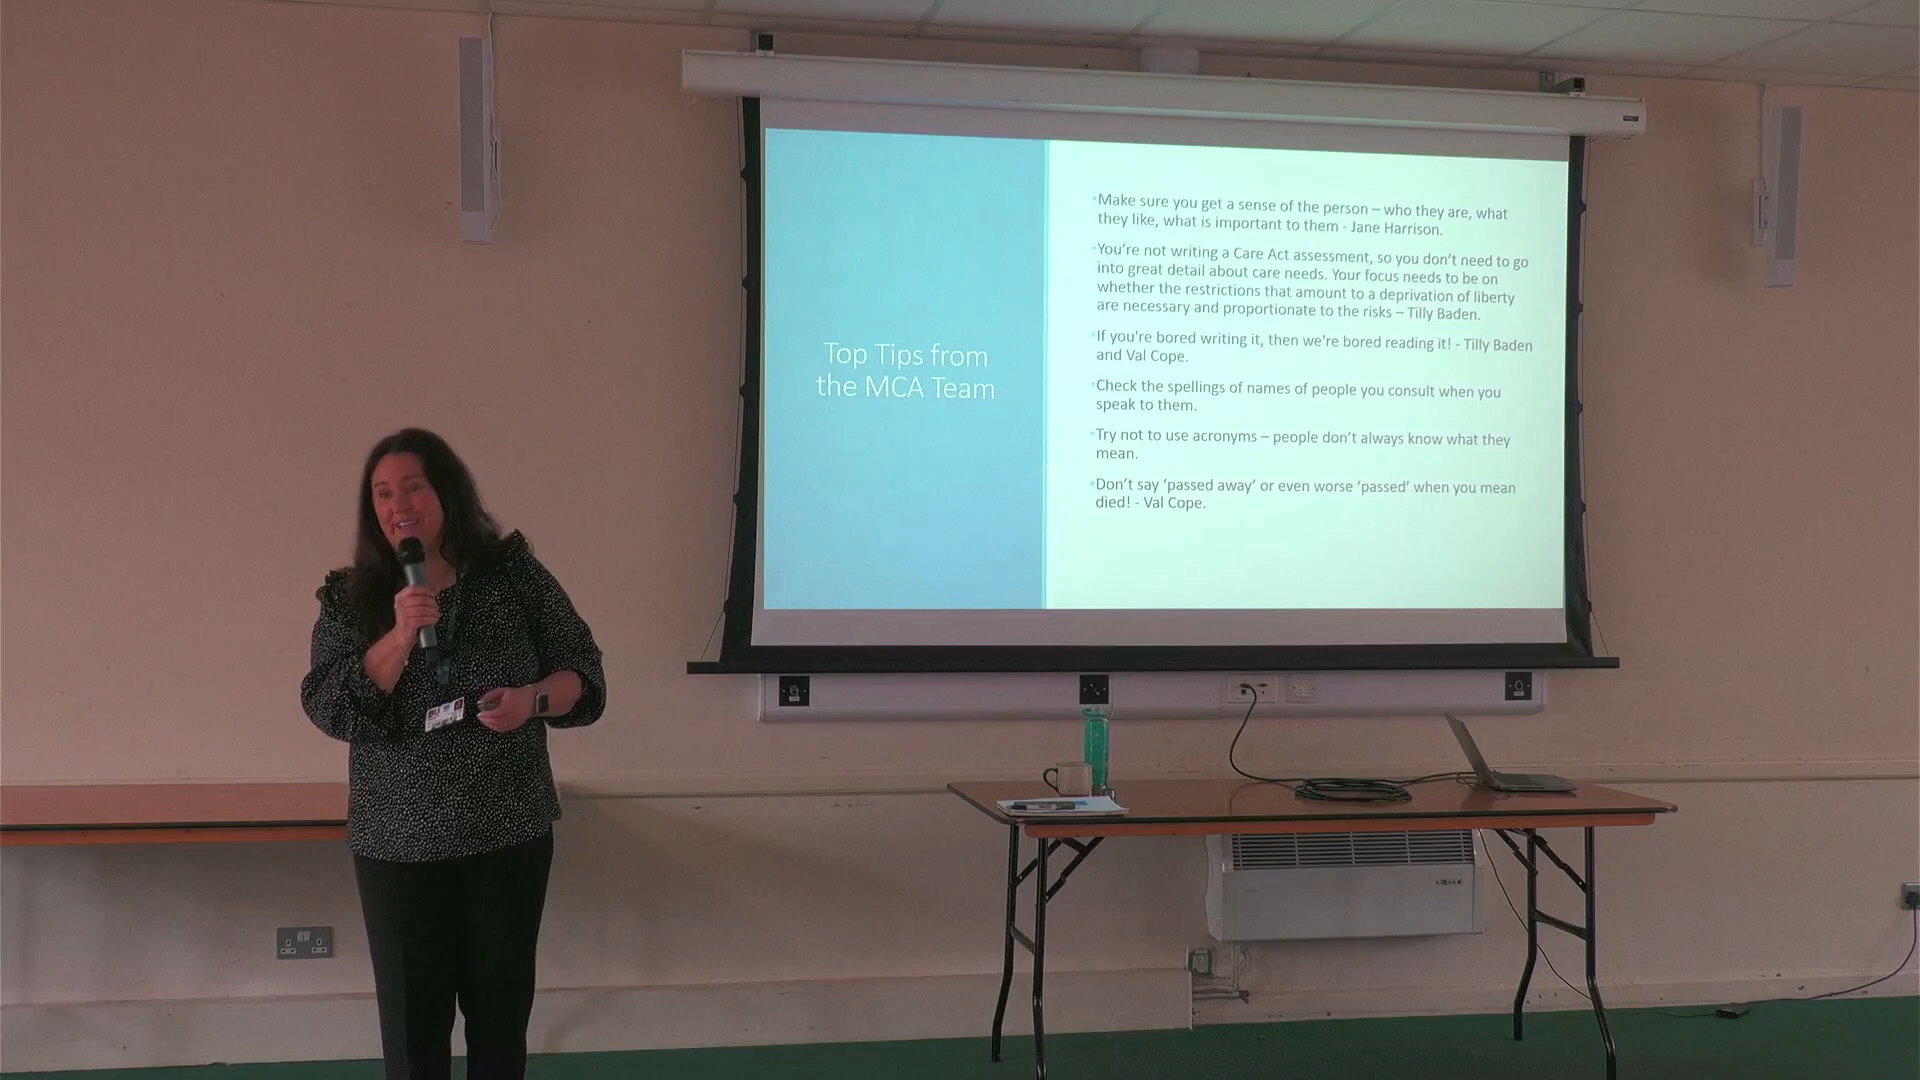 Top Tips from
the MCA Team
Make sure you get a sense of the person – who they are, what
they like, what is important to them - Jane Harrison.
You're not writing a Care Act assessment, so you don't need to go
into great detail about care needs. Your focus needs to be on
whether the restrictions that amount to a deprivation of liberty
are necessary and proportionate to the risks – Tilly Baden.
If you're bored writing it, then we're bored reading it! - Tilly Baden
and Val Cope.
Check the spellings of names of people you consult when you
speak to them.
Try not to use acronyms – people don't always know what they
mean.
Don't say 'passed away' or even worse 'passed' when you mean
died! - Val Cope.